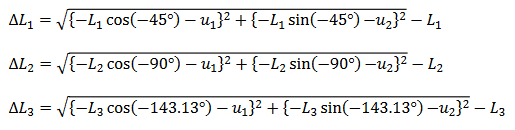 ΔL₁ = √{−L₁ cos(−45°) − u₁}² + {−L₁ sin(−45°) −u₂}² − L₁
ΔL₂ = √{−L₂ cos(−90°) − u₁}² + {−L₂ sin(−90°) −u₂}² − L₂
ΔL₃ = √{−L₃ cos(−143.13°) − u₁}² + {−L₃ sin(−143.13°) −u₂}² − L₃